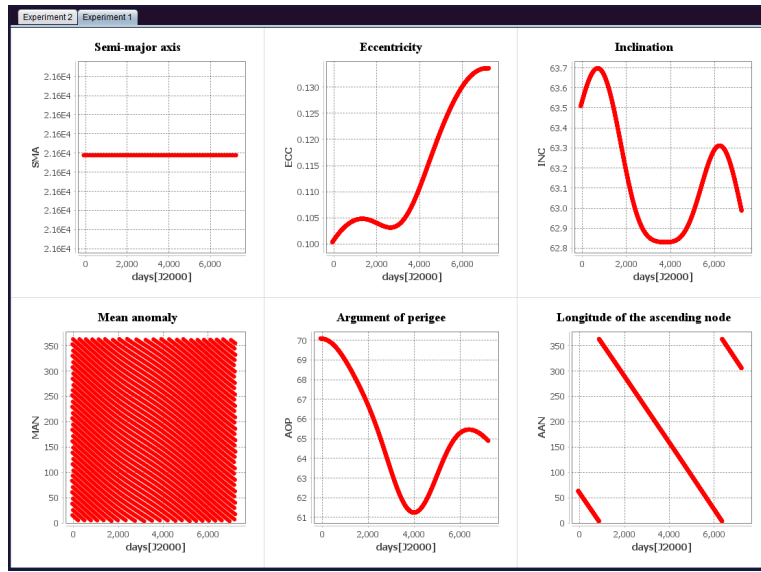 Experiment 2 Experiment 1
Semi-major axis
2.16E4
2.16E4
2.16E4
2.16E4
2.16E4
2.16E4
2.16E4
2.16E4
2.16E4
2.16E4
SMA
0 2,000 4,000 6,000
days[J2000]
Eccentricity
0.130
0.125
0.120
0.115
0.110
0.105
0.100
ECC
0 2,000 4,000 6,000
days[J2000]
Inclination
63.7
63.6
63.5
63.4
63.3
63.2
63.1
63.0
62.9
62.8
INC
0 2,000 4,000 6,000
days[J2000]
Mean anomaly
350
300
250
200
150
100
50
0
MAN
0 2,000 4,000 6,000
days[J2000]
Argument of perigee
70
69
68
67
66
65
64
63
62
61
AOP
0 2,000 4,000 6,000
days[J2000]
Longitude of the ascending node
350
300
250
200
150
100
50
0
AAN
0 2,000 4,000 6,000
days[J2000]